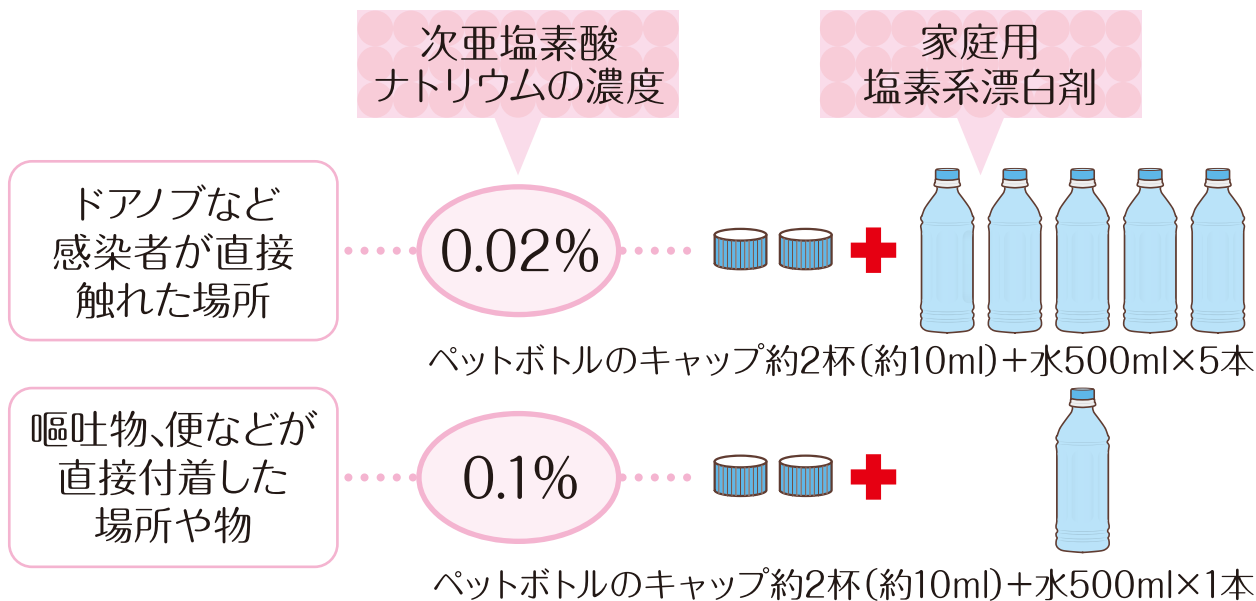 次亜塩素酸
ナトリウムの濃度
家庭用
塩素系漂白剤
ドアノブなど
感染者が直接
触れた場所
0.02%
ペットボトルのキャップ約2杯(約10ml)+水500ml×5本
嘔吐物、便などが
直接付着した
場所や物
0.1%
ペットボトルのキャップ約2杯(約10ml)+水500ml×1本